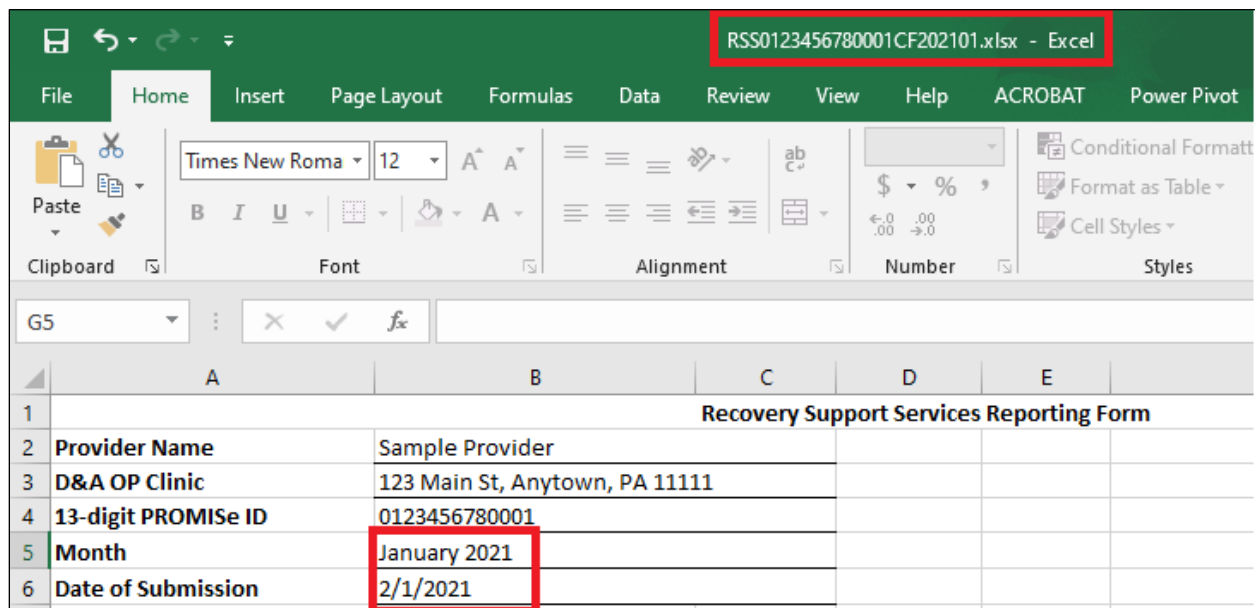 RSS0123456780001CF202101.xlsx - Excel
File Home Insert Page Layout Formulas Data Review View Help ACROBAT Power Pivot
Times New Roma 12 A A ab Conditional Formatt
Paste $ % , Format as Table
B I U A .00 .00 Cell Styles
Clipboard Font Alignment Number Styles
G5 fx
A B C D E
1 Recovery Support Services Reporting Form
2 Provider Name Sample Provider
3 D&A OP Clinic 123 Main St, Anytown, PA 11111
4 13-digit PROMISe ID 0123456780001
5 Month January 2021
6 Date of Submission 2/1/2021